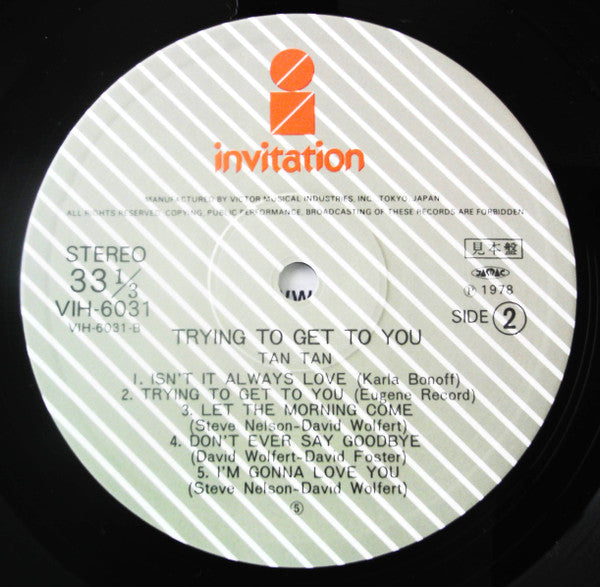 invitation
MANUFACTURED BY VICTOR MUSICAL INDUSTRIES, INC., TOKYO, JAPAN
ALL RIGHTS RESERVED, COPYING, PUBLIC PERFORMANCE, BROADCASTING OF THESE RECORDS ARE FORBIDDEN
STEREO
33 1/3
VIH-6031
VIH-6031-B
見本盤
JASRAC
Ⓟ 1978
SIDE 2
TRYING TO GET TO YOU
TAN TAN
1. ISN'T IT ALWAYS LOVE (Karla Bonoff)
2. TRYING TO GET TO YOU (Eugene Record)
3. LET THE MORNING COME
(Steve Nelson-David Wolfert)
4. DON'T EVER SAY GOODBYE
(David Wolfert-David Foster)
5. I'M GONNA LOVE YOU
(Steve Nelson-David Wolfert)
⑤